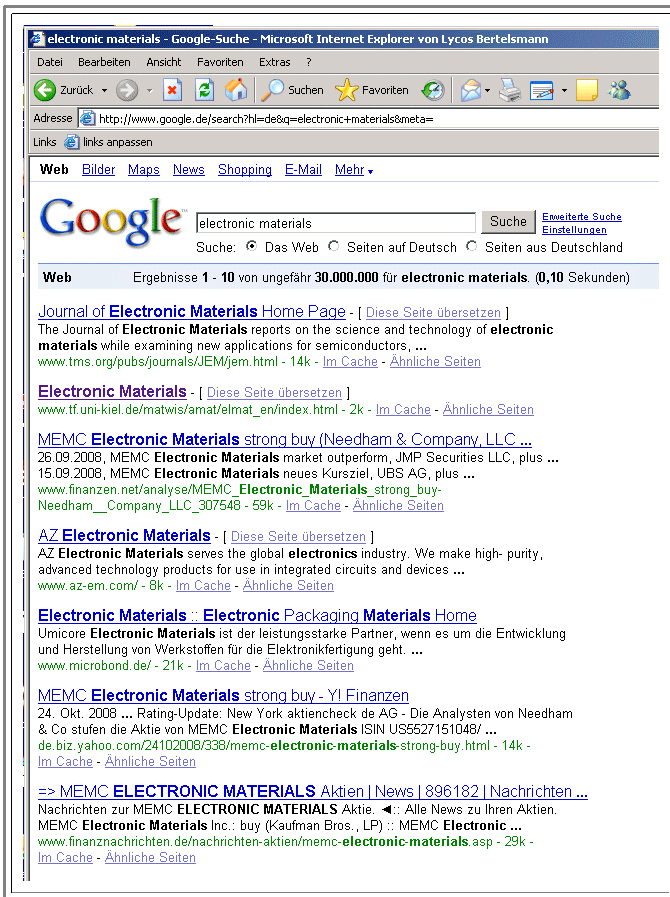 electronic materials - Google-Suche - Microsoft Internet Explorer von Lycos Bertelsmann
Datei Bearbeiten Ansicht Favoriten Extras ?
Zurück Suchen Favoriten
Adresse http://www.google.de/search?hl=de&q=electronic+materials&meta=
Links links anpassen
Web Bilder Maps News Shopping E-Mail Mehr
Google™ electronic materials Suche Erweiterte Suche
Einstellungen
Suche: Das Web Seiten auf Deutsch Seiten aus Deutschland
Web Ergebnisse 1 - 10 von ungefähr 30.000.000 für electronic materials. (0,10 Sekunden)
Journal of Electronic Materials Home Page - [ Diese Seite übersetzen ]
The Journal of Electronic Materials reports on the science and technology of electronic
materials while examining new applications for semiconductors, ...
www.tms.org/pubs/journals/JEM/jem.html - 14k - Im Cache - Ähnliche Seiten
Electronic Materials - [ Diese Seite übersetzen ]
www.tf.uni-kiel.de/matwis/amat/elmat_en/index.html - 2k - Im Cache - Ähnliche Seiten
MEMC Electronic Materials strong buy (Needham & Company, LLC ...
26.09.2008, MEMC Electronic Materials market outperform, JMP Securities LLC, plus ...
15.09.2008, MEMC Electronic Materials neues Kursziel, UBS AG, plus ...
www.finanzen.net/analyse/MEMC_Electronic_Materials_strong_buy-
Needham__Company_LLC_307548 - 59k - Im Cache - Ähnliche Seiten
AZ Electronic Materials - [ Diese Seite übersetzen ]
AZ Electronic Materials serves the global electronics industry. We make high- purity,
advanced technology products for use in integrated circuits and devices ...
www.az-em.com/ - 8k - Im Cache - Ähnliche Seiten
Electronic Materials :: Electronic Packaging Materials Home
Umicore Electronic Materials ist der leistungsstarke Partner, wenn es um die Entwicklung
und Herstellung von Werkstoffen für die Elektronikfertigung geht. ...
www.microbond.de/ - 21k - Im Cache - Ähnliche Seiten
MEMC Electronic Materials strong buy - Y! Finanzen
24. Okt. 2008 ... Rating-Update: New York aktiencheck de AG - Die Analysten von Needham
& Co stufen die Aktie von MEMC Electronic Materials ISIN US5527151048/ ...
de.biz.yahoo.com/24102008/338/memc-electronic-materials-strong-buy.html - 14k -
Im Cache - Ähnliche Seiten
=> MEMC ELECTRONIC MATERIALS Aktien | News | 896182 | Nachrichten ...
Nachrichten zur MEMC ELECTRONIC MATERIALS Aktie. ◄:: Alle News zu Ihren Aktien.
MEMC Electronic Materials Inc.: buy (Kaufman Bros., LP) :: MEMC Electronic ...
www.finanznachrichten.de/nachrichten-aktien/memc-electronic-materials.asp - 29k -
Im Cache - Ähnliche Seiten